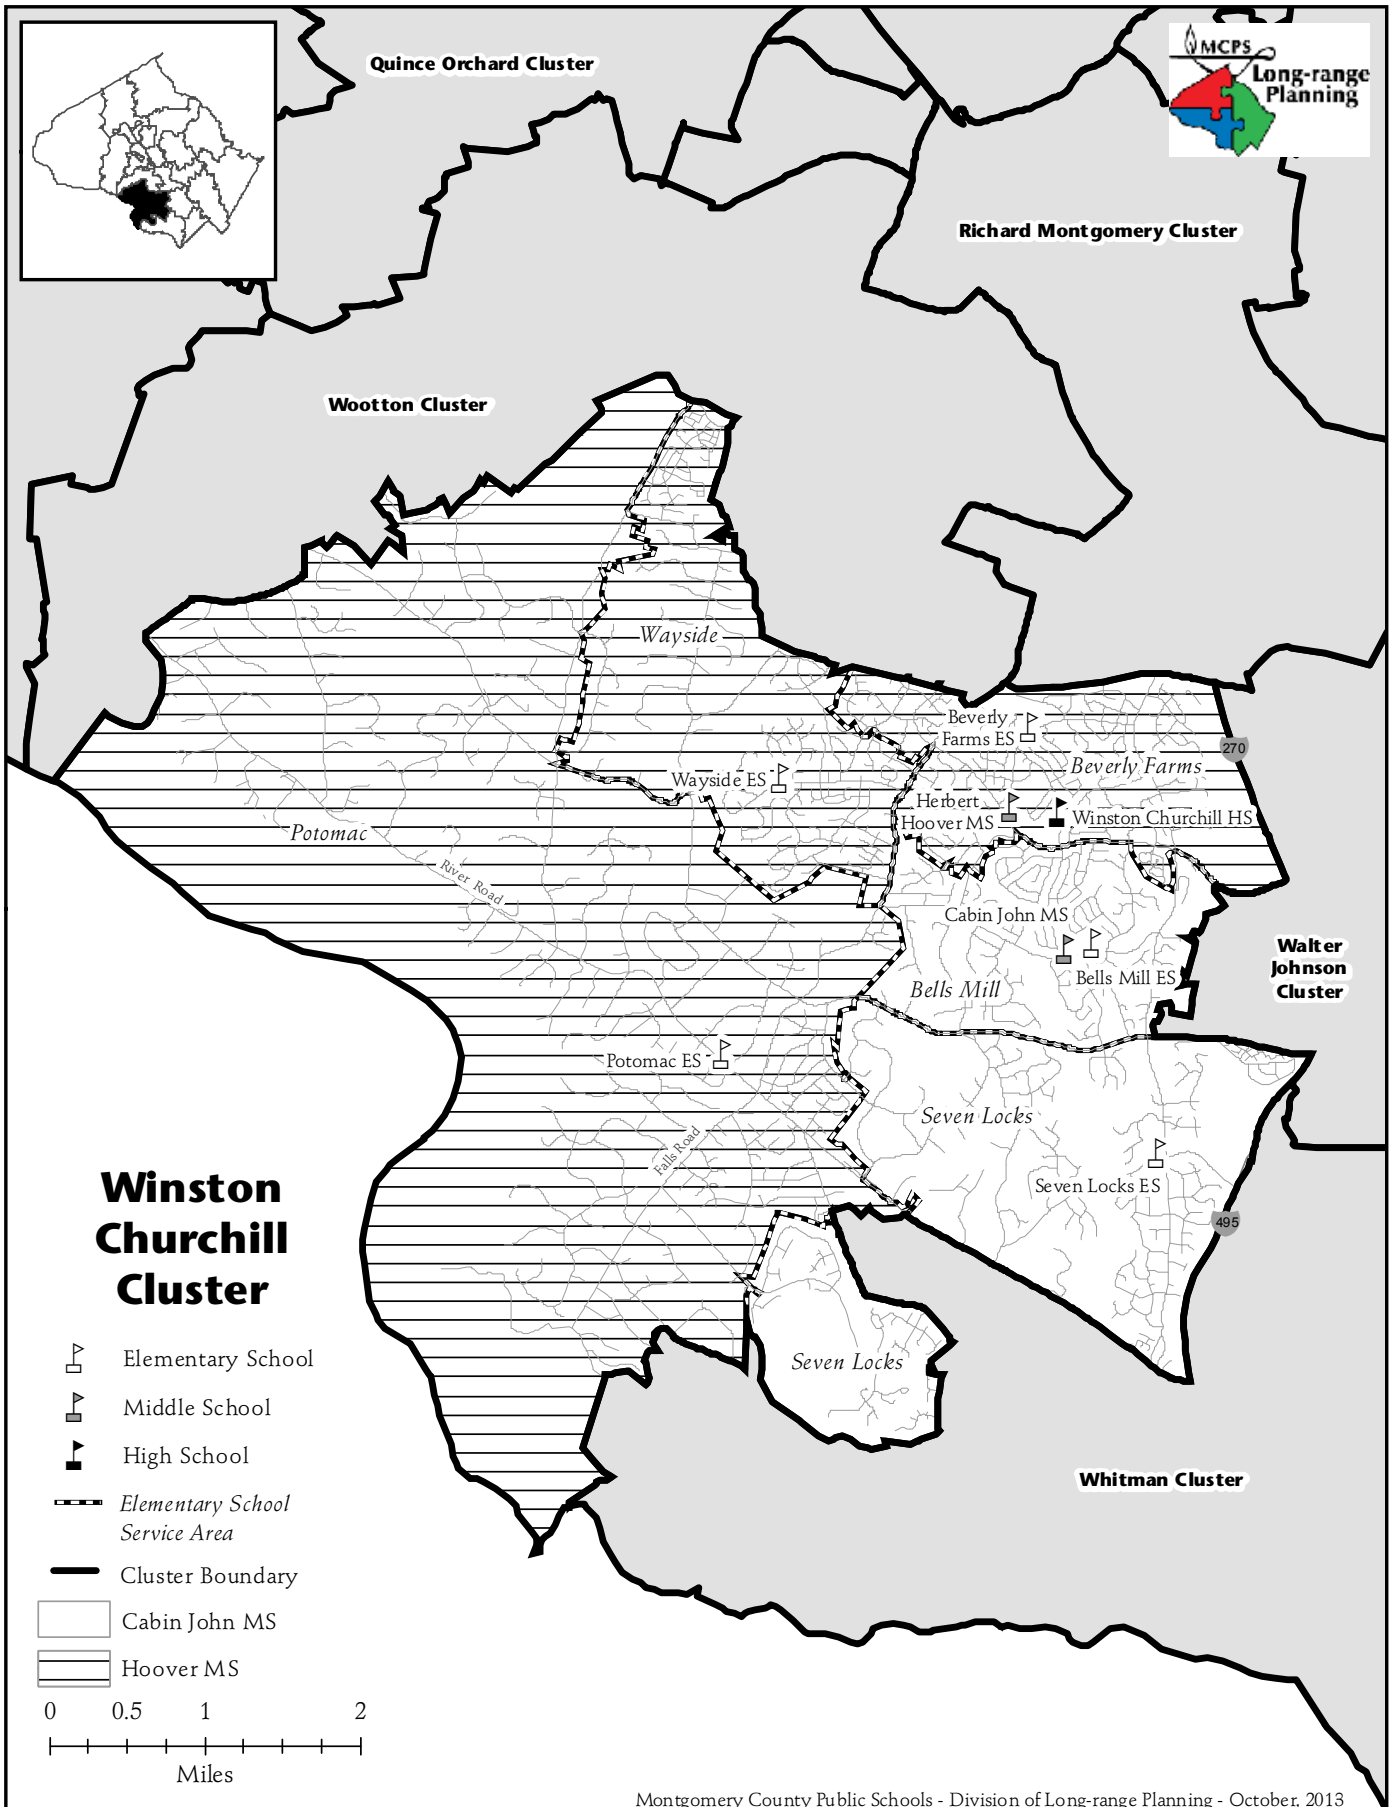 Quince Orchard Cluster
MCPS
Long-range
Planning
Richard Montgomery Cluster
Wootton Cluster
Wayside
Beverly
Farms ES
270
Beverly Farms
Wayside ES
Herbert
Hoover MS
Winston Churchill HS
Potomac
River Road
Cabin John MS
Walter
Johnson
Cluster
Bells Mill ES
Bells Mill
Potomac ES
Seven Locks
Falls Road
Seven Locks ES
495
Winston
Churchill
Cluster
Seven Locks
Elementary School
Middle School
High School
Whitman Cluster
Elementary School
Service Area
Cluster Boundary
Cabin John MS
Hoover MS
0 0.5 1 2
Miles
Montgomery County Public Schools - Division of Long-range Planning - October, 2013